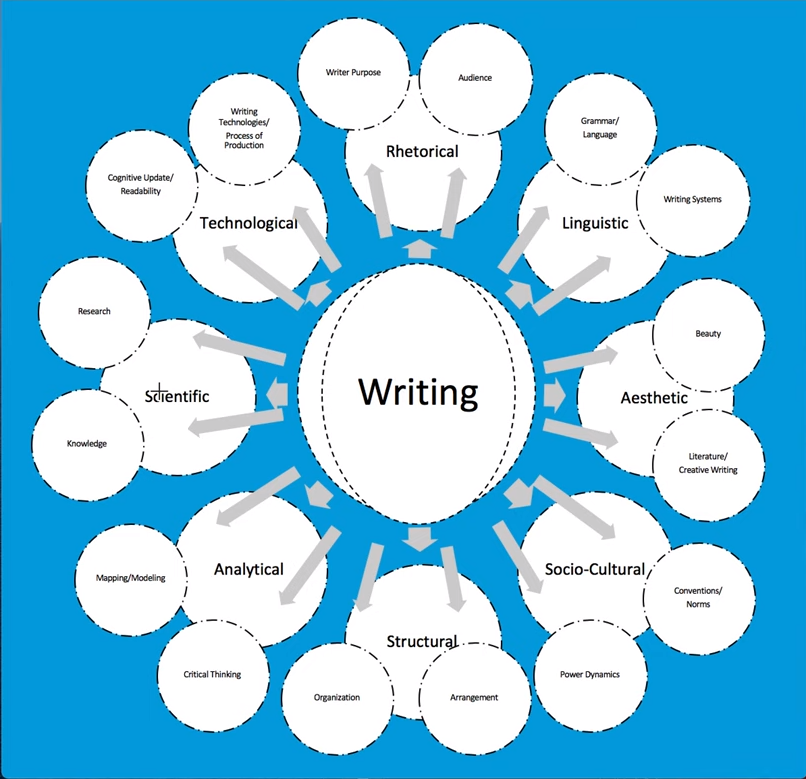 Writer Purpose
Audience
Rhetorical
Grammar/
Language
Writing Systems
Linguistic
Beauty
Aesthetic
Literature/
Creative Writing
Socio-Cultural
Conventions/
Norms
Power Dynamics
Structural
Arrangement
Organization
Analytical
Critical Thinking
Mapping/Modeling
Scientific
Knowledge
Research
Technological
Cognitive Update/
Readability
Writing
Technologies/
Process of
Production
Writing